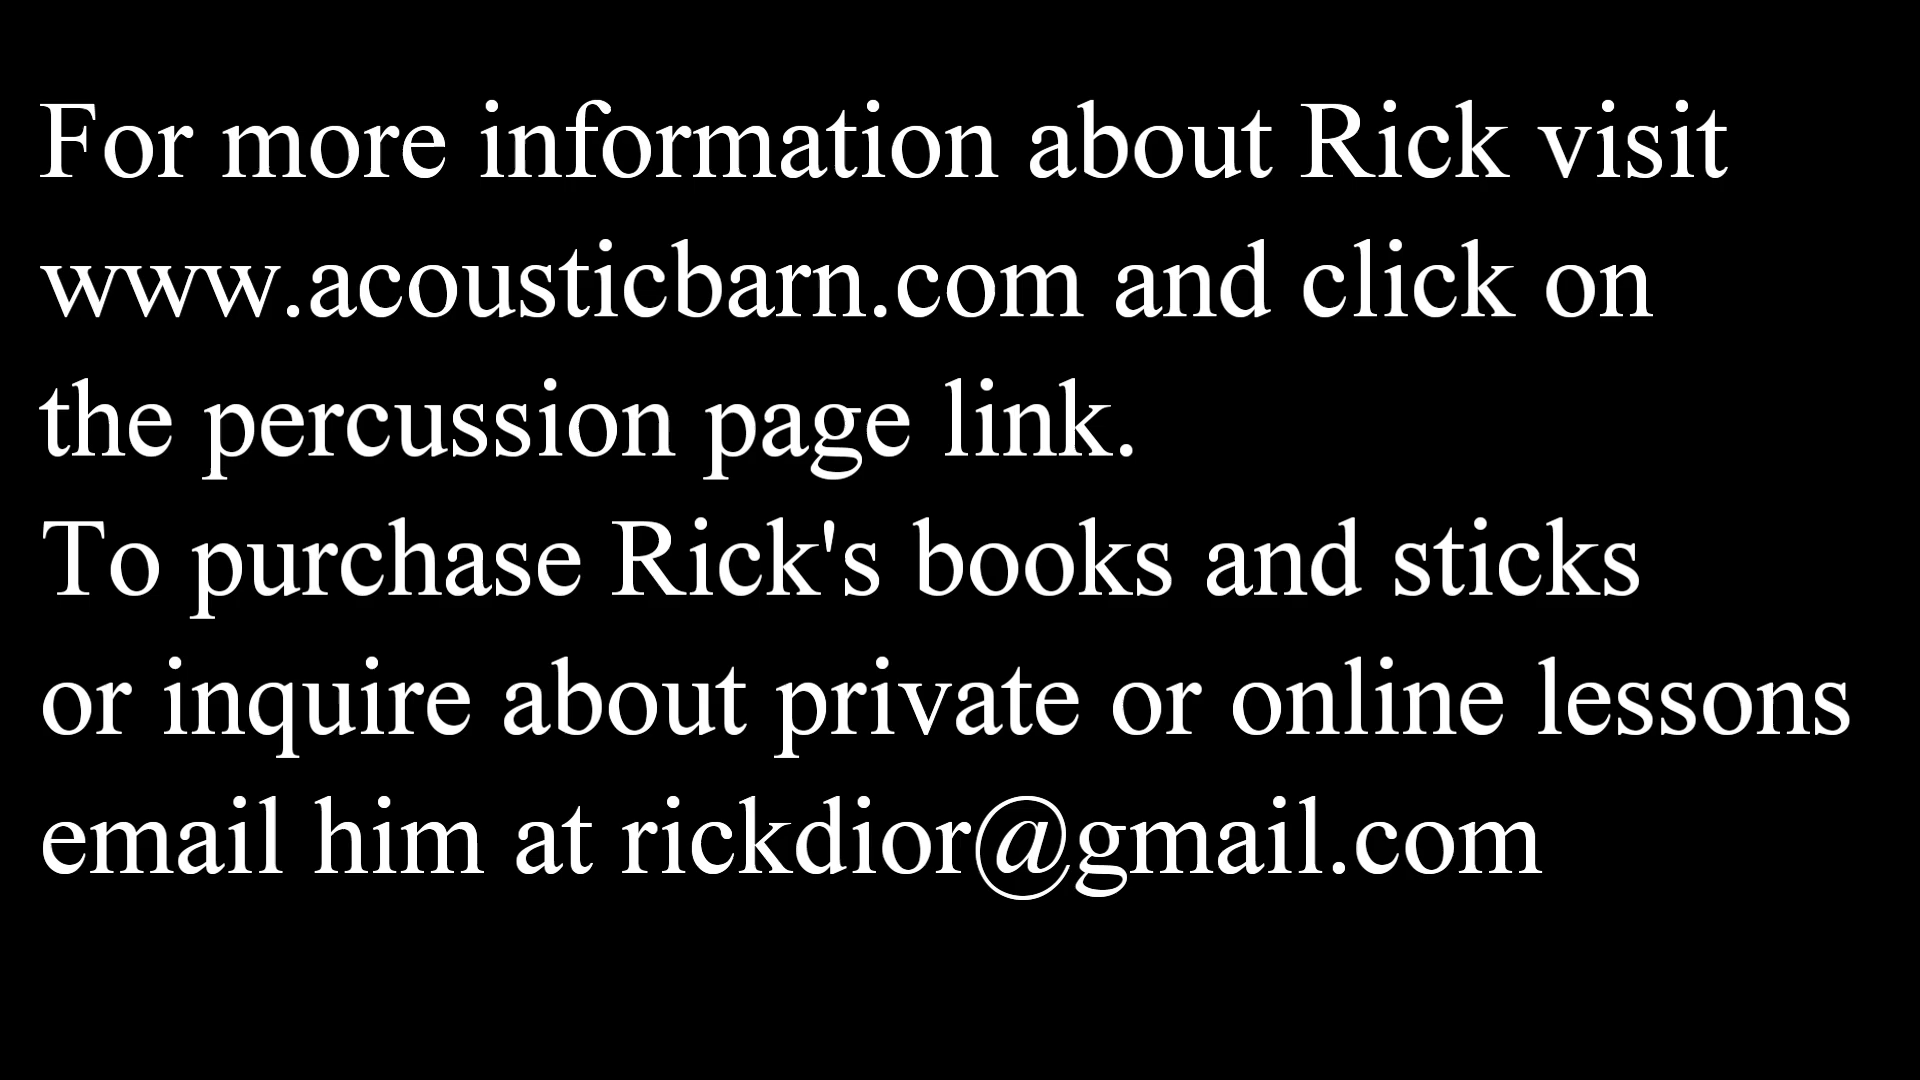 For more information about Rick visit
www.acousticbarn.com and click on
the percussion page link.
To purchase Rick's books and sticks
or inquire about private or online lessons
email him at rickdior@gmail.com